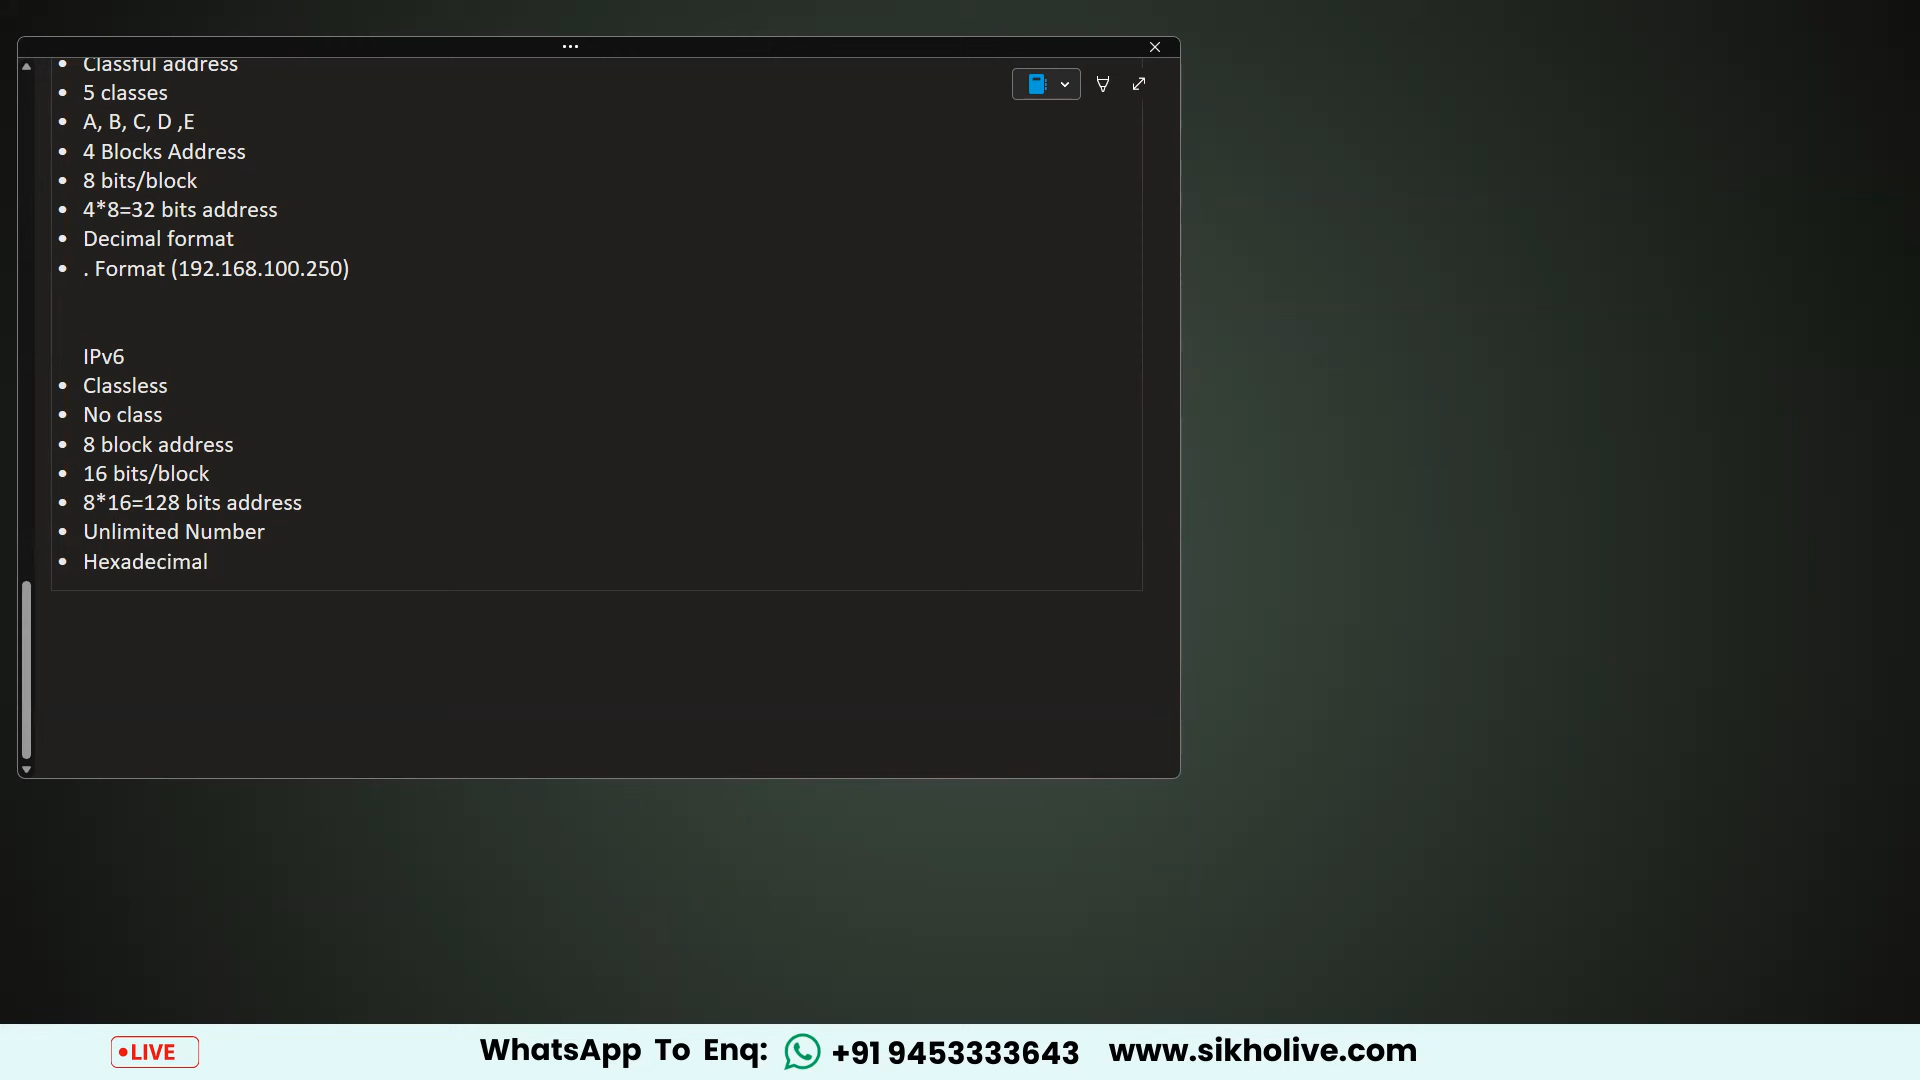 • Classful address
• 5 classes
• A, B, C, D ,E
• 4 Blocks Address
• 8 bits/block
• 4*8=32 bits address
• Decimal format
• . Format (192.168.100.250)
IPv6
• Classless
• No class
• 8 block address
• 16 bits/block
• 8*16=128 bits address
• Unlimited Number
• Hexadecimal
•LIVE WhatsApp To Enq: +91 9453333643 www.sikholive.com